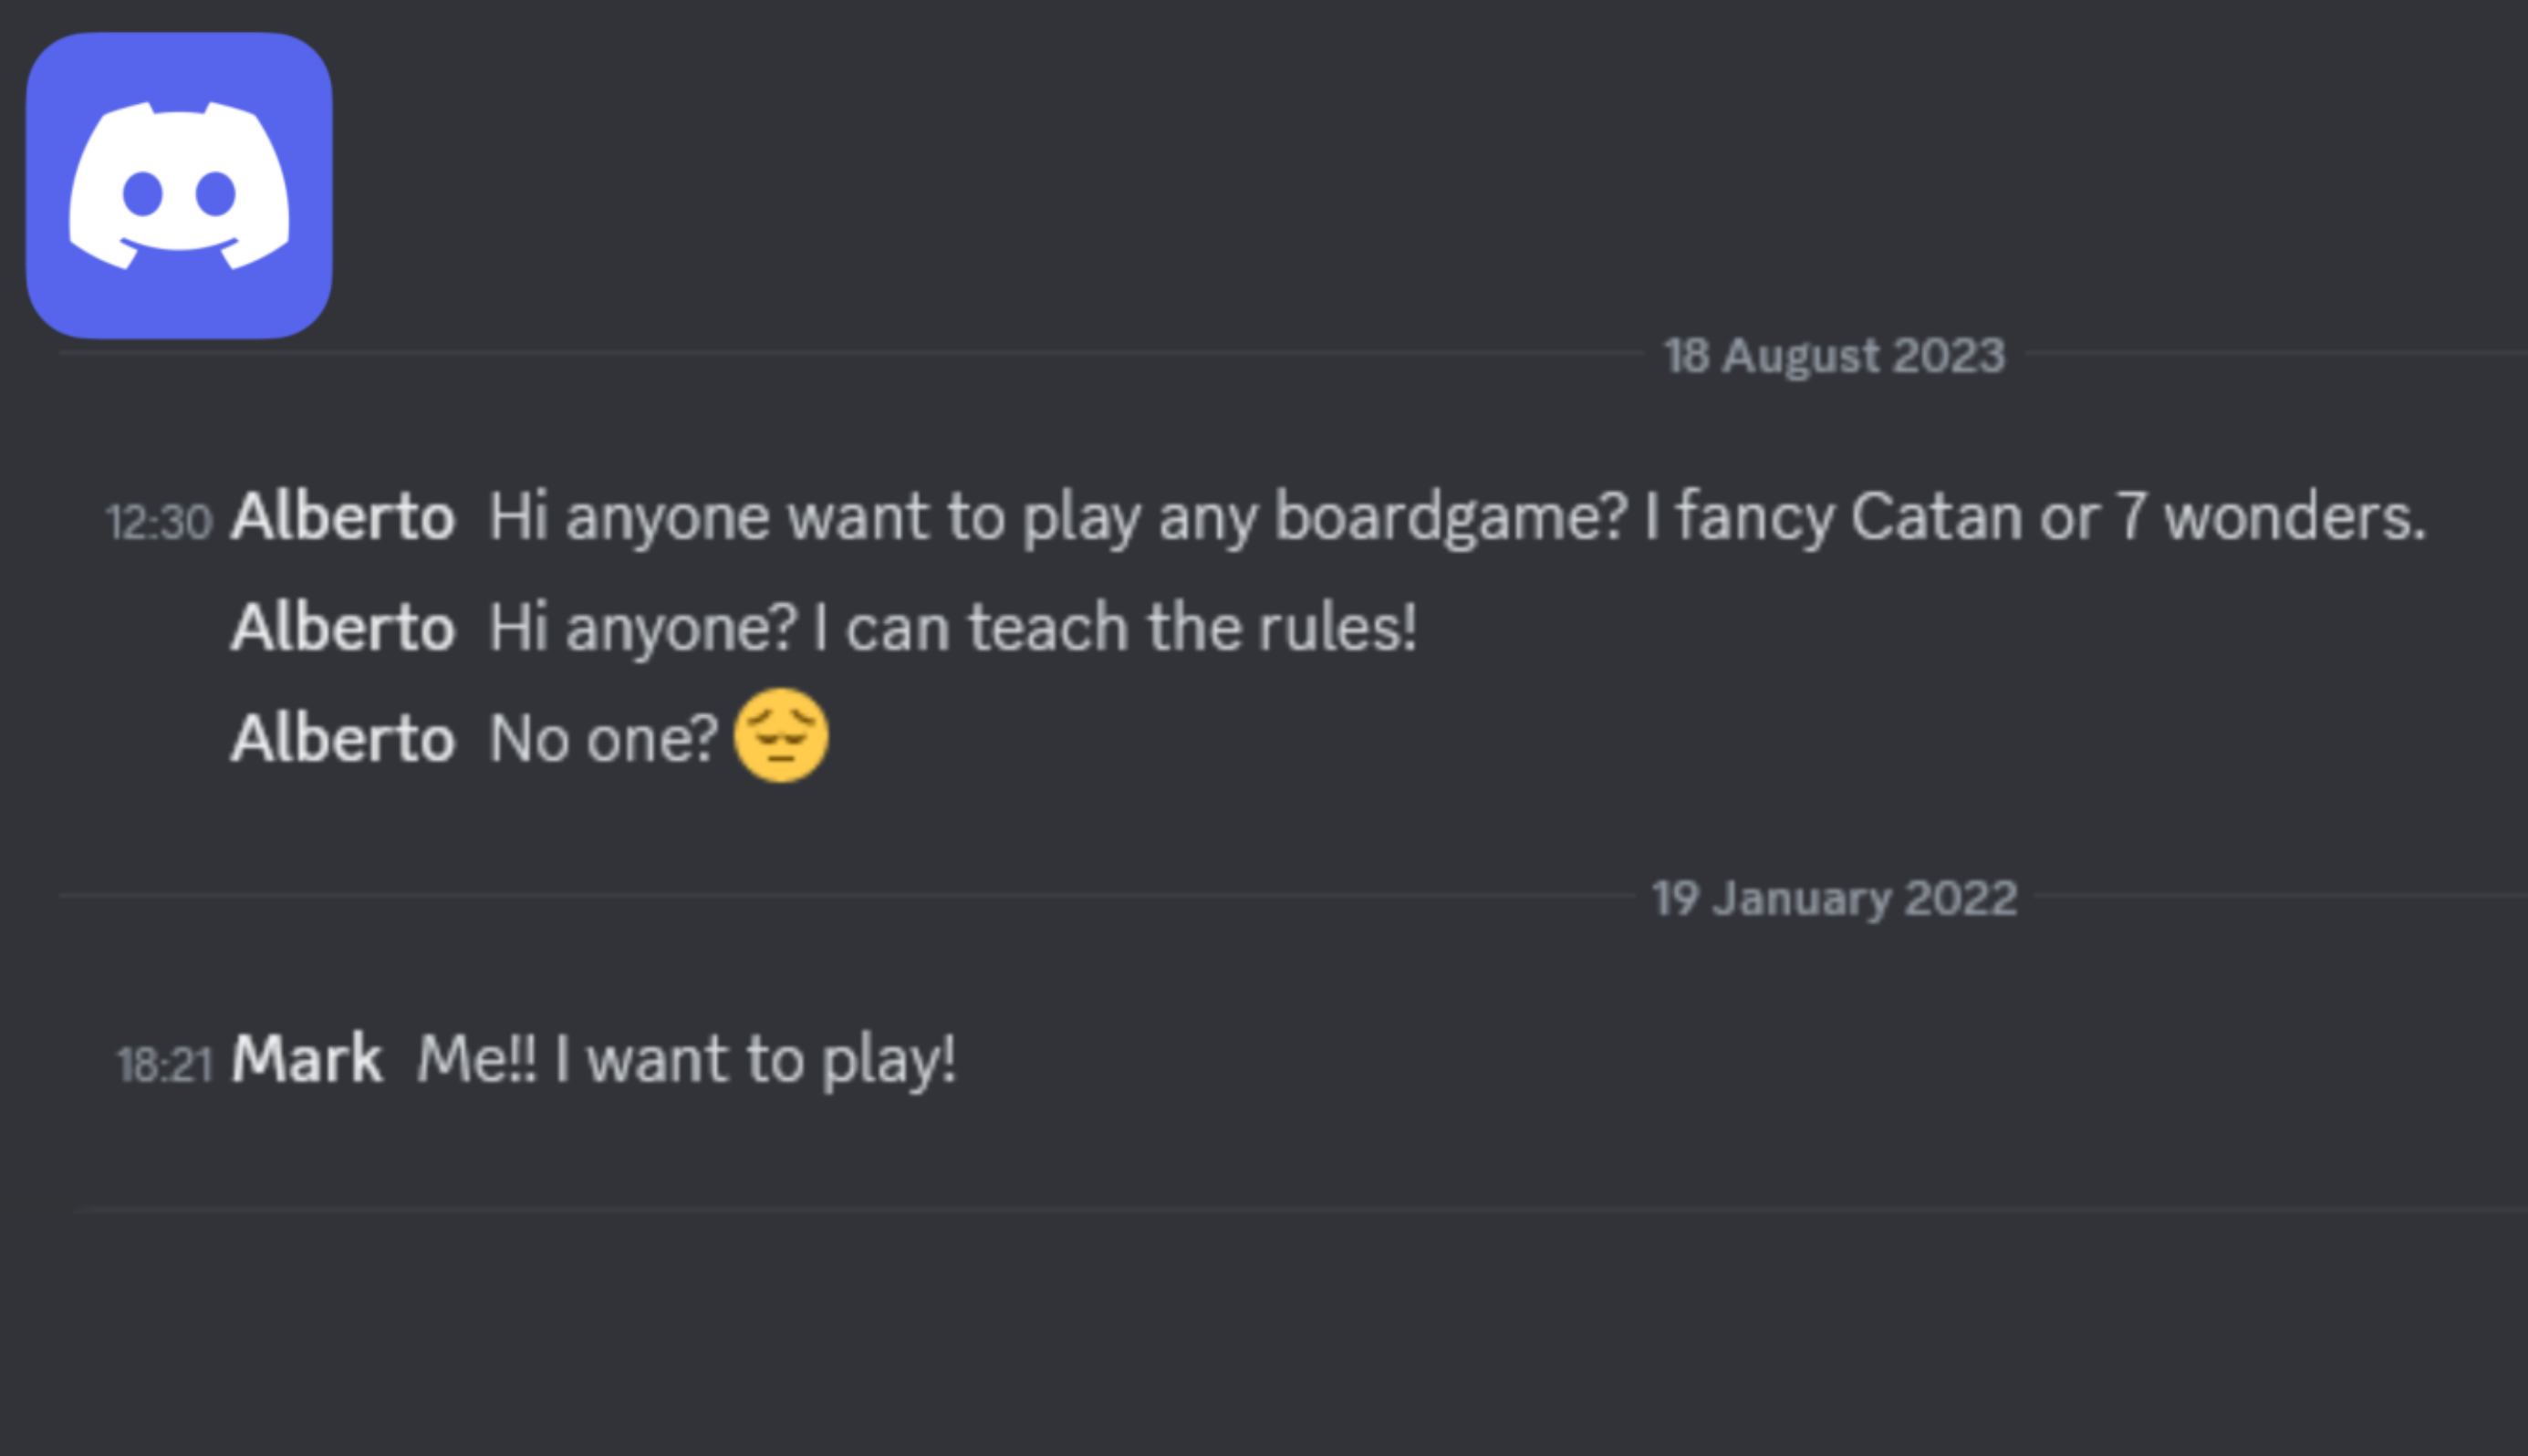 18 August 2023
12:30 Alberto Hi anyone want to play any boardgame? I fancy Catan or 7 wonders.
Alberto Hi anyone? I can teach the rules!
Alberto No one? 😔
19 January 2022
18:21 Mark Me!! I want to play!